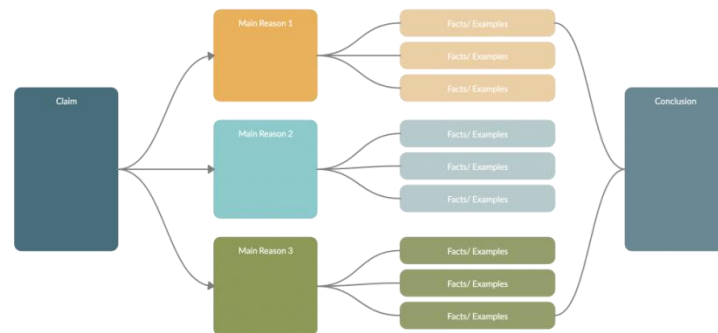 Claim
Main Reason 1
Facts/ Examples
Facts/ Examples
Facts/ Examples
Main Reason 2
Facts/ Examples
Facts/ Examples
Facts/ Examples
Main Reason 3
Facts/ Examples
Facts/ Examples
Facts/ Examples
Conclusion